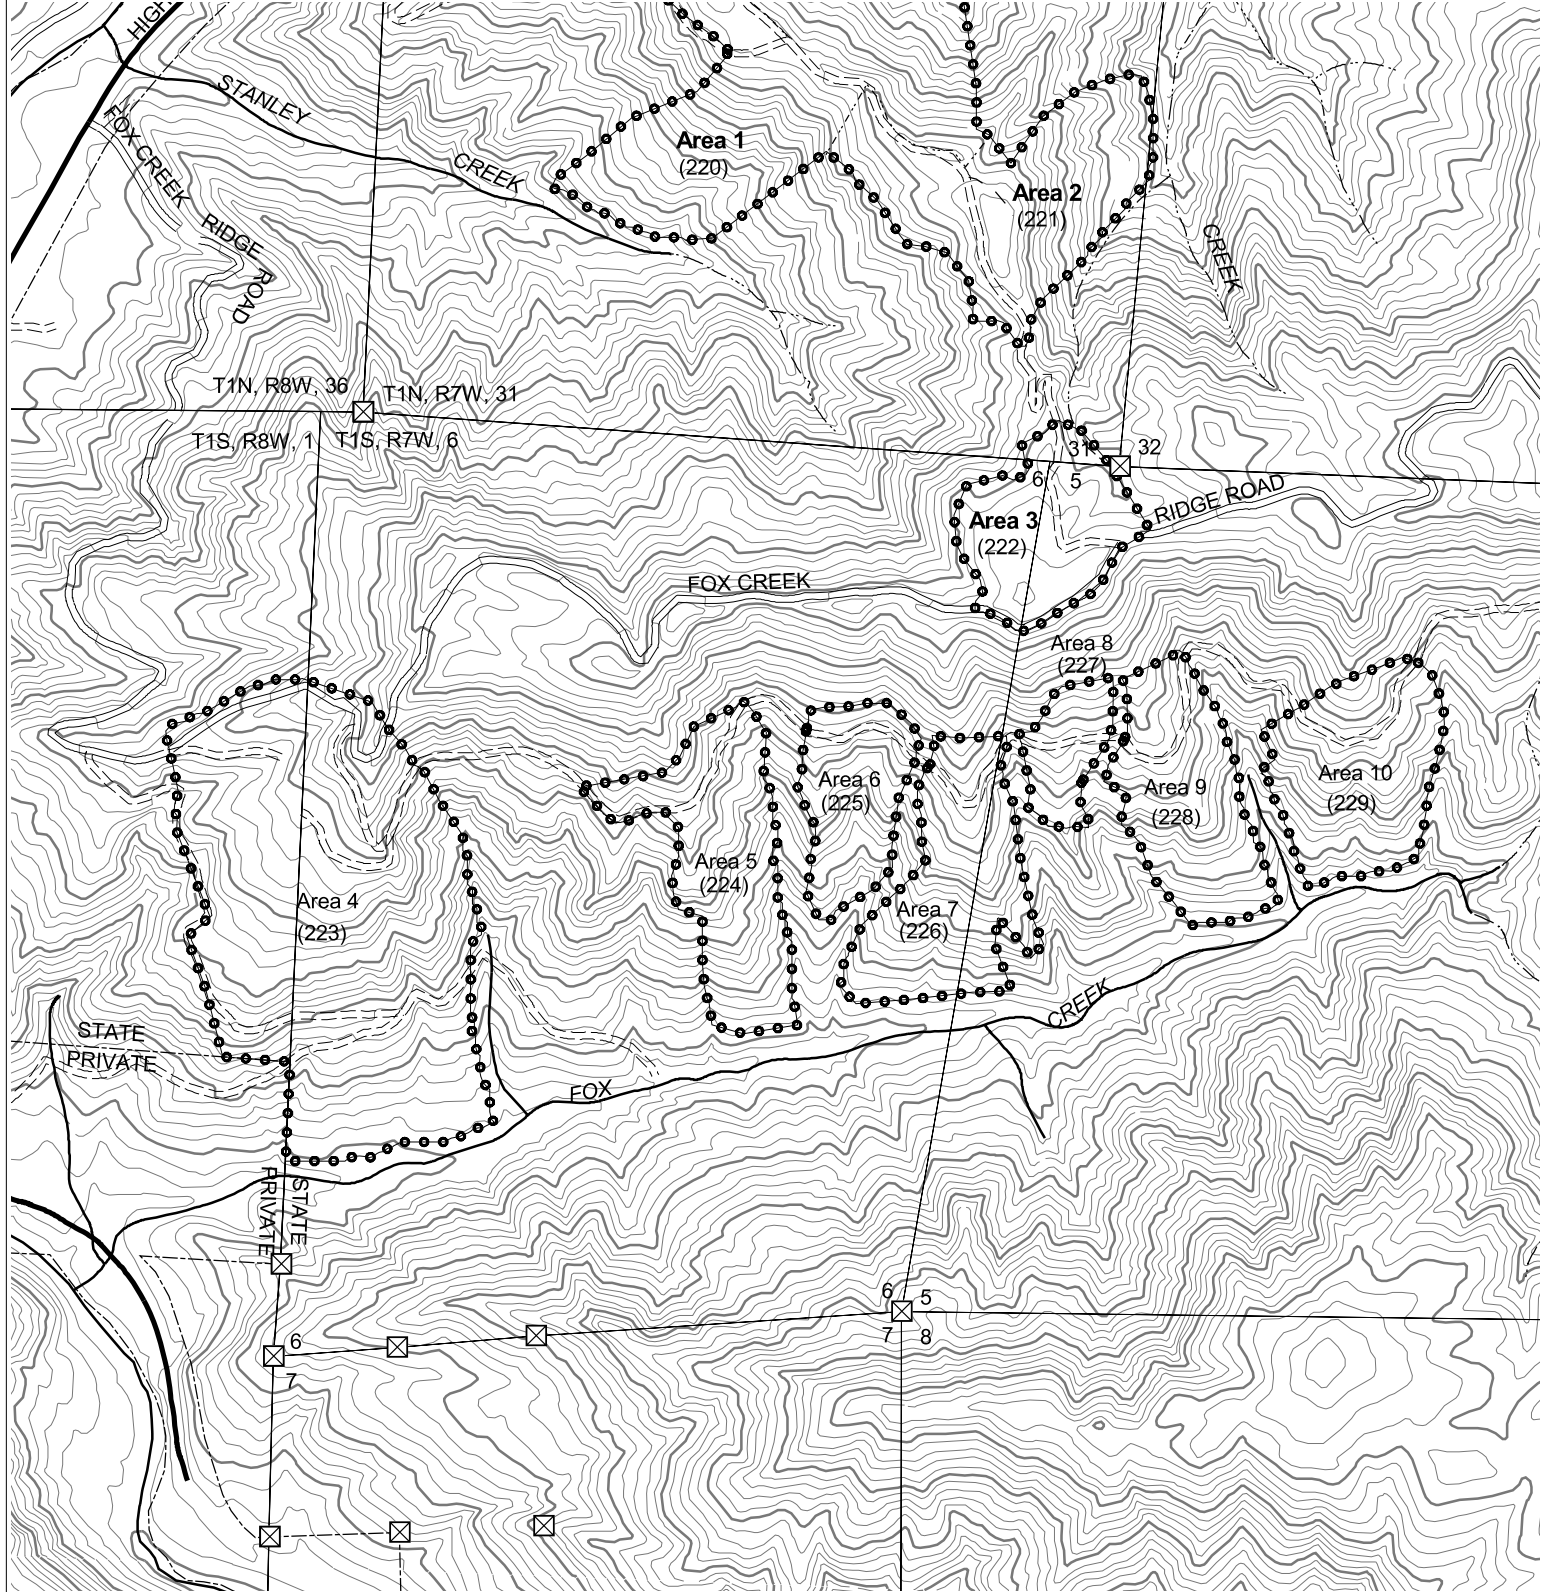 HIGH
STANLEY
CREEK
FOX CREEK
RIDGE
ROAD
Area 1
(220)
Area 2
(221)
CREEK
T1N, R8W, 36
T1N, R7W, 31
T1S, R8W, 1
T1S, R7W, 6
31
32
6
5
RIDGE ROAD
Area 3
(222)
FOX CREEK
Area 8
(227)
Area 6
(225)
Area 9
(228)
Area 10
(229)
Area 5
(224)
Area 4
(223)
Area 7
(226)
CREEK
STATE
PRIVATE
FOX
STATE
PRIVATE
6
5
7
8
6
7